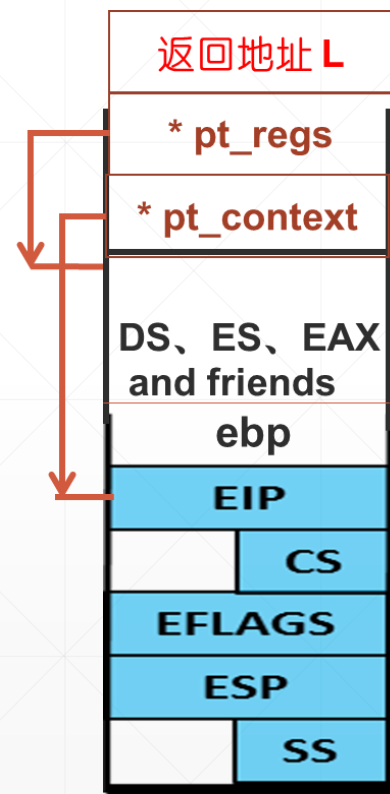 返回地址 L
* pt_regs
* pt_context
DS、ES、EAX
and friends
ebp
EIP
CS
EFLAGS
ESP
SS